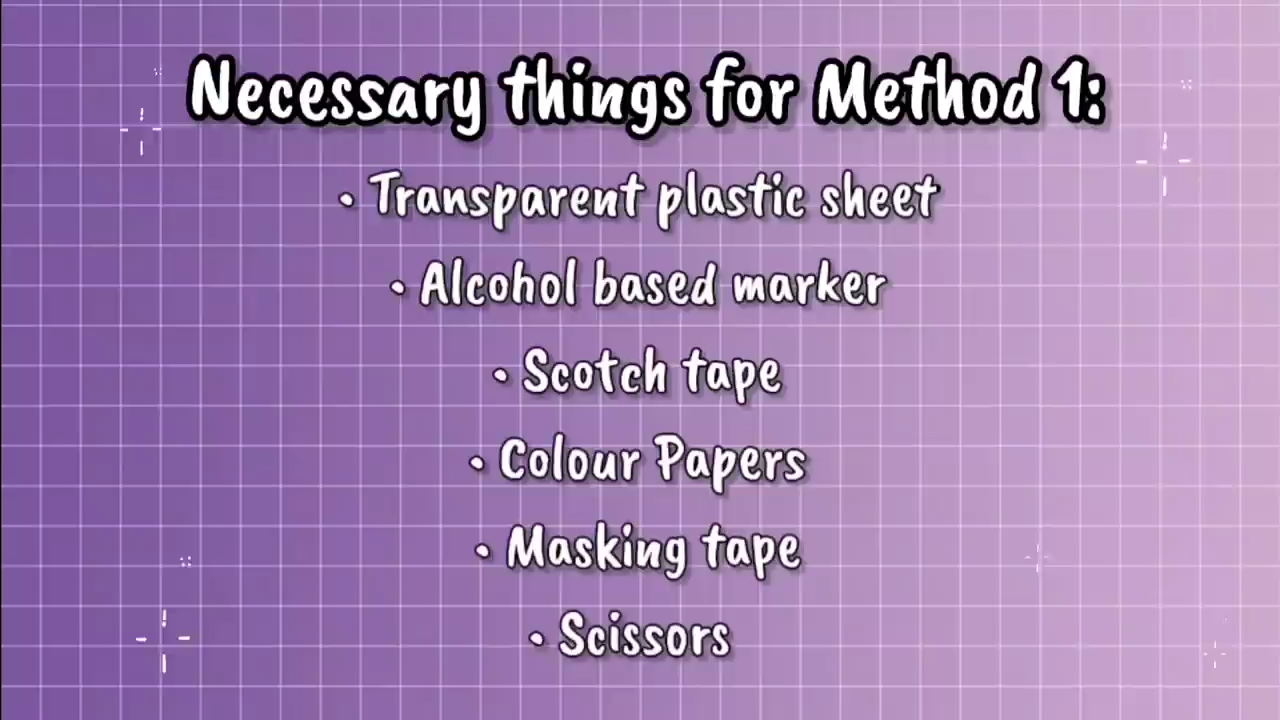 Necessary things for Method 1:
• Transparent plastic sheet
• Alcohol based marker
• Scotch tape
• Colour Papers
• Masking tape
• Scissors